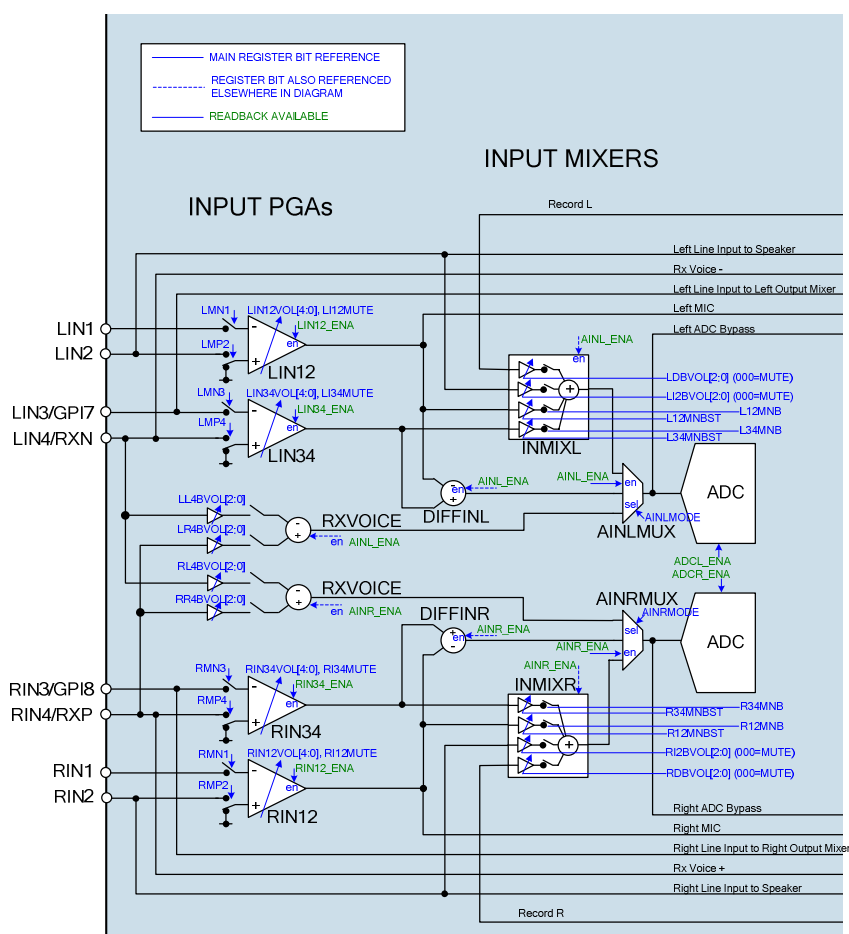 MAIN REGISTER BIT REFERENCE
REGISTER BIT ALSO REFERENCED
ELSEWHERE IN DIAGRAM
READBACK AVAILABLE
INPUT MIXERS
INPUT PGAs
Record L
Left Line Input to Speaker
Rx Voice -
Left Line Input to Left Output Mixer
Left MIC
Left ADC Bypass
LIN1
LIN2
LMN1
LMP2
LIN12VOL[4:0], LI12MUTE
LIN12_ENA
-
en
+
LIN12
LIN3/GPI7
LIN4/RXN
LMN3
LMP4
LIN34VOL[4:0], LI34MUTE
LIN34_ENA
-
en
+
LIN34
AINL_ENA
en
+
LDBVOL[2:0] (000=MUTE)
LI2BVOL[2:0] (000=MUTE)
L12MNB
L12MNBST
L34MNB
L34MNBST
INMIXL
AINL_ENA
-
en
+
DIFFINL
AINL_ENA
en
sel
AINLMODE
AINLMUX
ADC
LL4BVOL[2:0]
LR4BVOL[2:0]
-
+
RXVOICE
en
AINL_ENA
ADCL_ENA
ADCR_ENA
RL4BVOL[2:0]
RR4BVOL[2:0]
-
+
RXVOICE
en
AINR_ENA
AINRMUX
AINRMODE
sel
en
AINR_ENA
ADC
DIFFINR
+
en
-
AINR_ENA
RIN3/GPI8
RIN4/RXP
RMN3
RMP4
RIN34VOL[4:0], RI34MUTE
RIN34_ENA
-
en
+
RIN34
AINR_ENA
INMIXR
en
+
R34MNB
R34MNBST
R12MNB
R12MNBST
RI2BVOL[2:0] (000=MUTE)
RDBVOL[2:0] (000=MUTE)
RIN1
RIN2
RMN1
RMP2
RIN12VOL[4:0], RI12MUTE
RIN12_ENA
-
en
+
RIN12
Right ADC Bypass
Right MIC
Right Line Input to Right Output Mixer
Rx Voice +
Right Line Input to Speaker
Record R